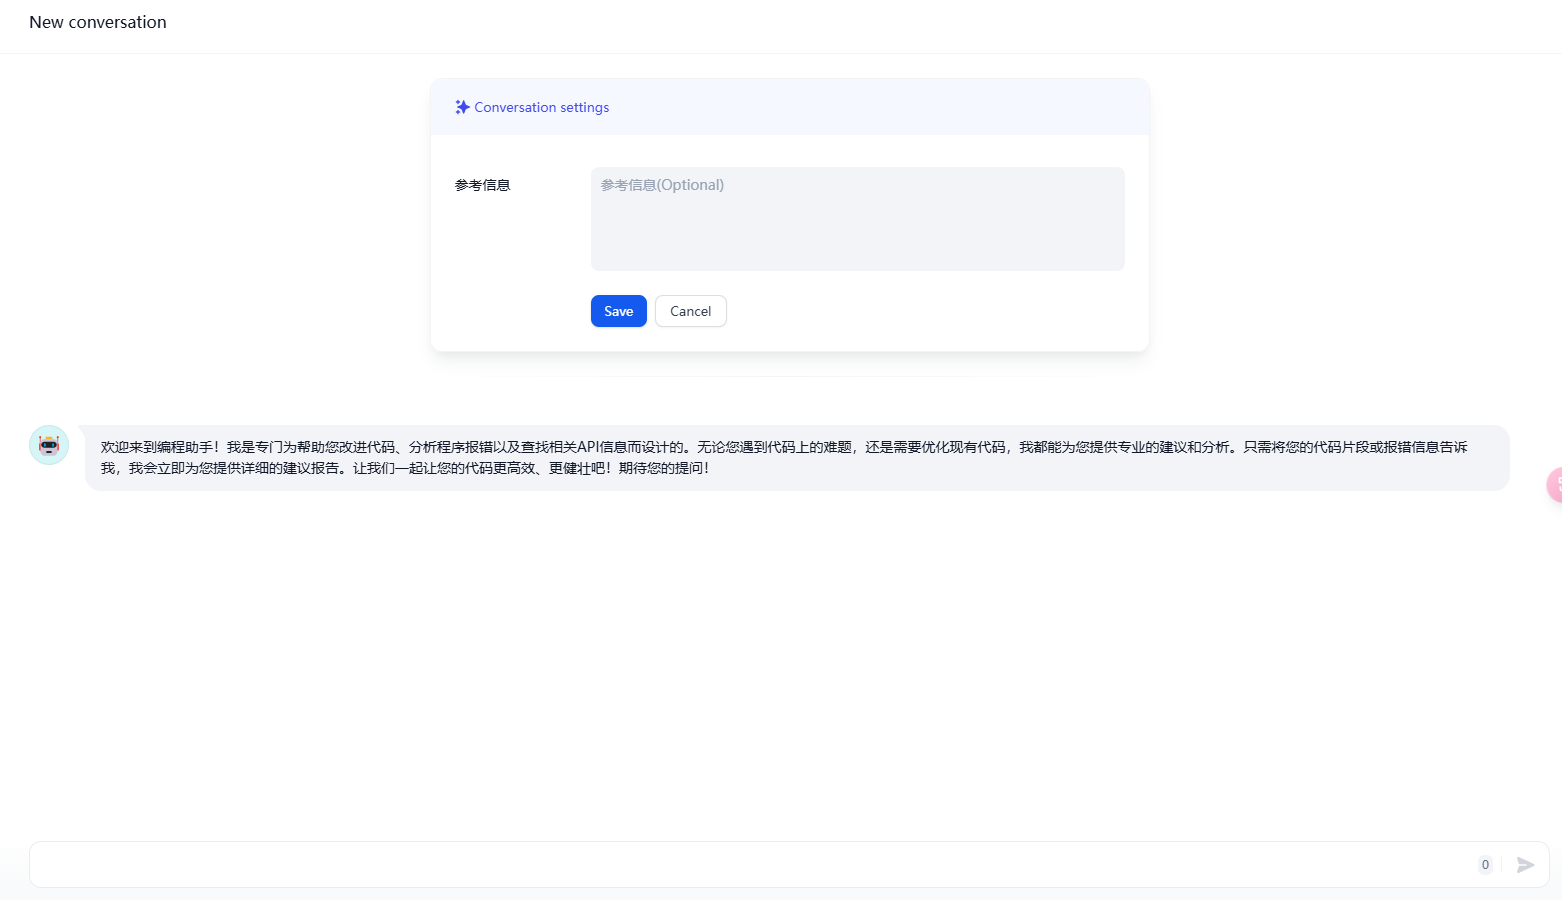 New conversation
Conversation settings
参考信息
参考信息(Optional)
Save
Cancel
欢迎来到编程助手！我是专门为帮助您改进代码、分析程序报错以及查找相关API信息而设计的。无论您遇到代码上的难题，还是需要优化现有代码，我都能为您提供专业的建议和分析。只需将您的代码片段或报错信息告诉
我，我会立即为您提供详细的建议报告。让我们一起让您的代码更高效、更健壮吧！期待您的提问！
0